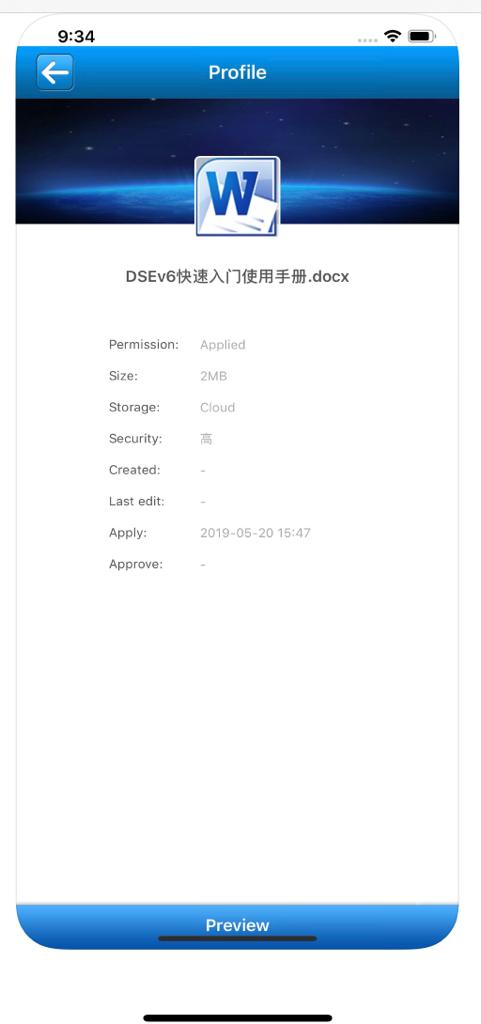 9:34
Profile
W
DSEv6快速入门使用手册.docx
Permission: Applied
Size: 2MB
Storage: Cloud
Security: 高
Created: -
Last edit: -
Apply: 2019-05-20 15:47
Approve: -
Preview